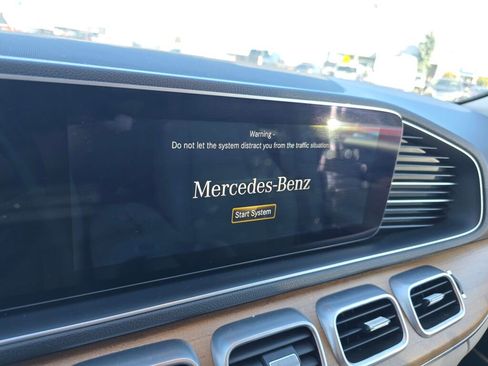 Warning -
Do not let the system distract you from the traffic situation.
Mercedes-Benz
Start System